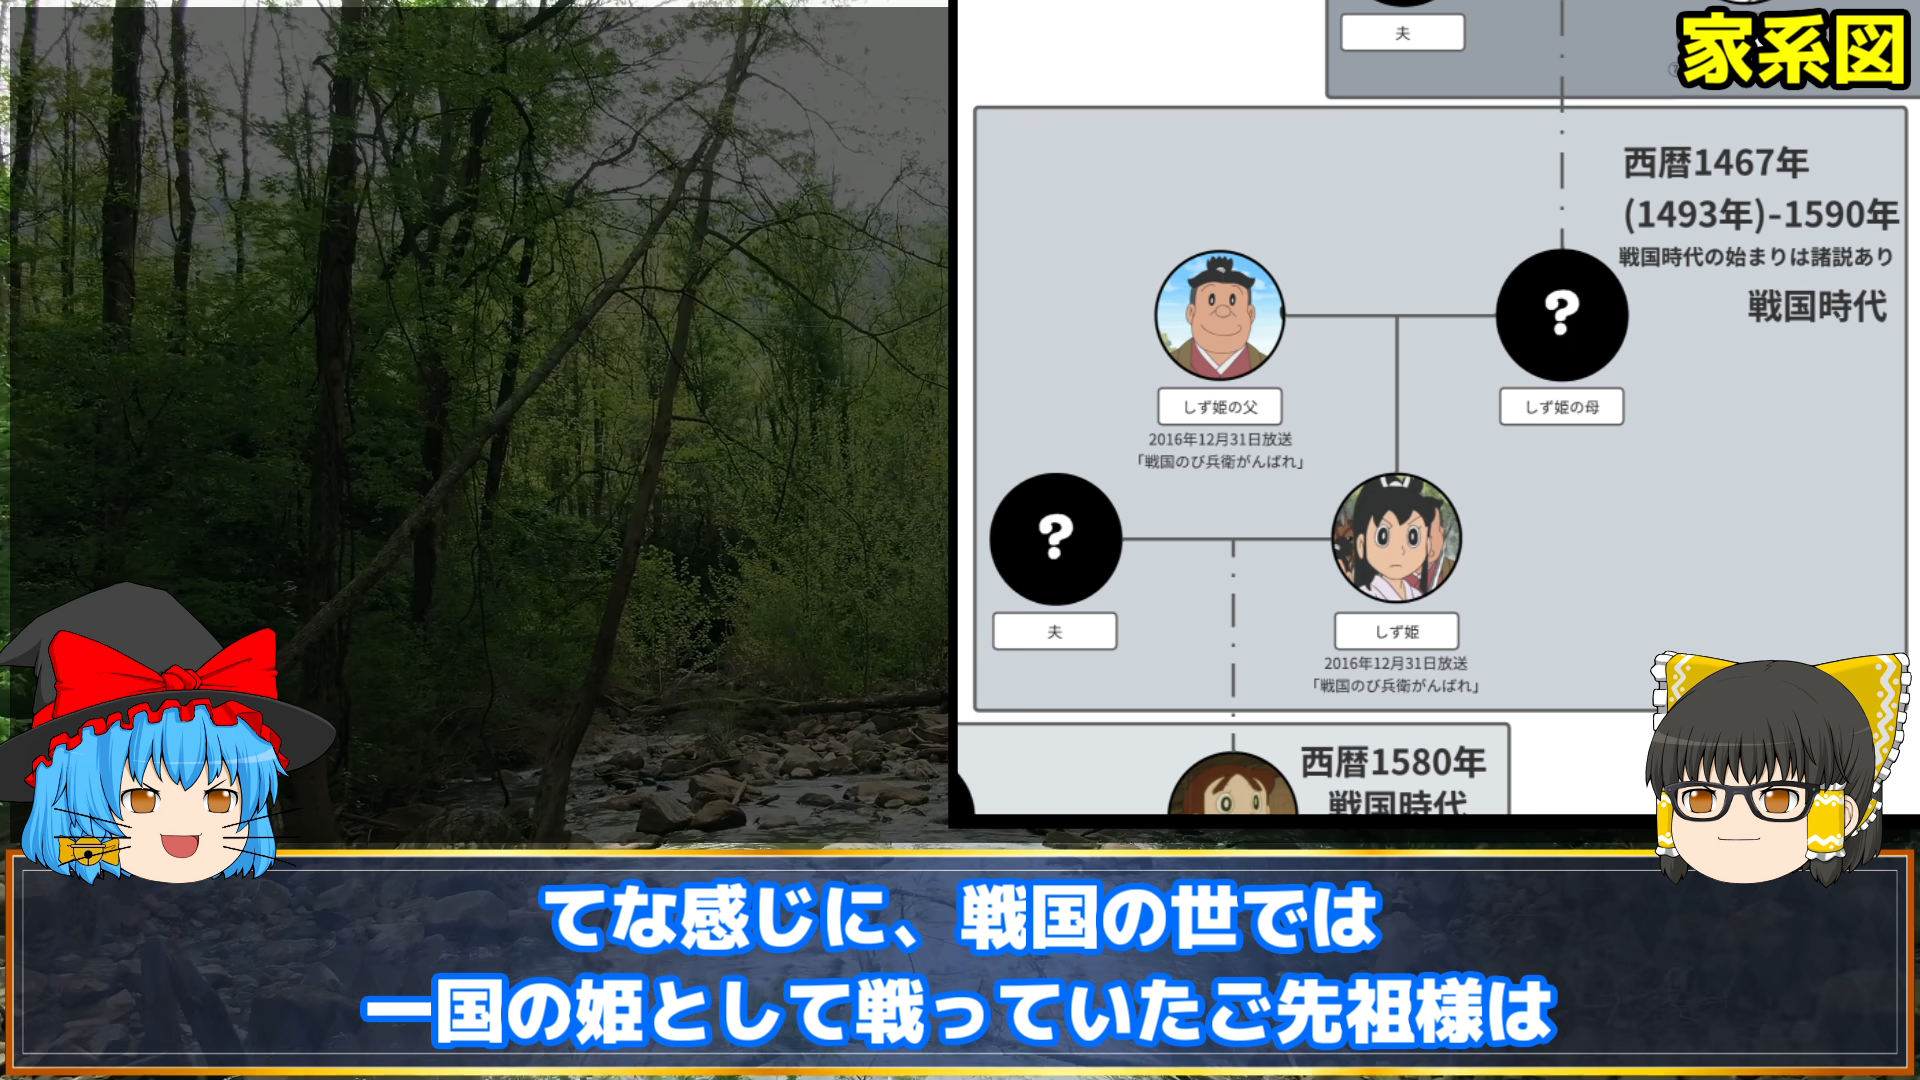 家系図
夫
西暦1467年
(1493年)-1590年
戦国時代の始まりは諸説あり
戦国時代
しず姫の父
2016年12月31日放送
「戦国のび兵衛がんばれ」
?
しず姫の母
?
夫
しず姫
2016年12月31日放送
「戦国のび兵衛がんばれ」
西暦1580年
戦国時代
てな感じに、戦国の世では
一国の姫として戦っていたご先祖様は